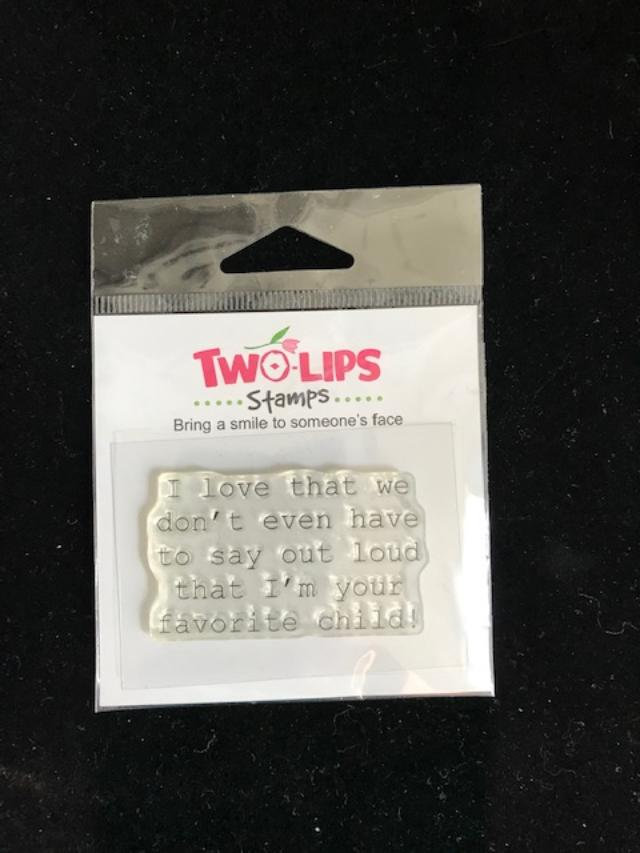 TWO-LIPS
Stamps
Bring a smile to someone's face
I love that we
don't even have
to say out loud
that I'm your
favorite child!